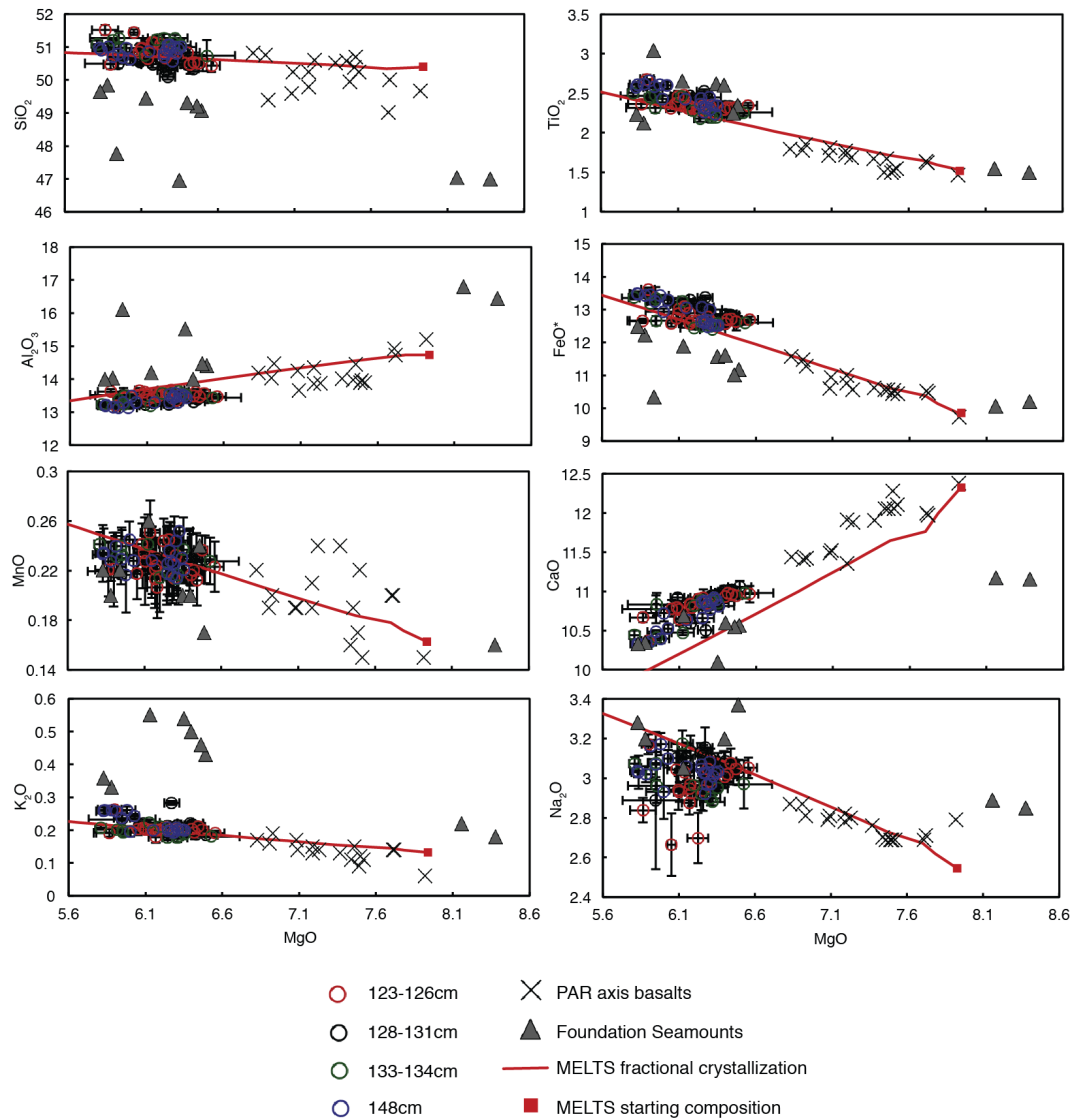 52
51
50
49
48
47
46
SiO2
3.5
3
2.5
2
1.5
1
TiO2
18
17
16
15
14
13
12
Al2O3
15
14
13
12
11
10
9
FeO*
0.3
0.26
0.22
0.18
0.14
MnO
12.5
12
11.5
11
10.5
10
CaO
0.6
0.5
0.4
0.3
0.2
0.1
0
K2O
5.6 6.1 6.6 7.1 7.6 8.1 8.6
MgO
3.4
3.2
3
2.8
2.6
2.4
Na2O
5.6 6.1 6.6 7.1 7.6 8.1 8.6
MgO
123-126cm
128-131cm
133-134cm
148cm
PAR axis basalts
Foundation Seamounts
MELTS fractional crystallization
MELTS starting composition